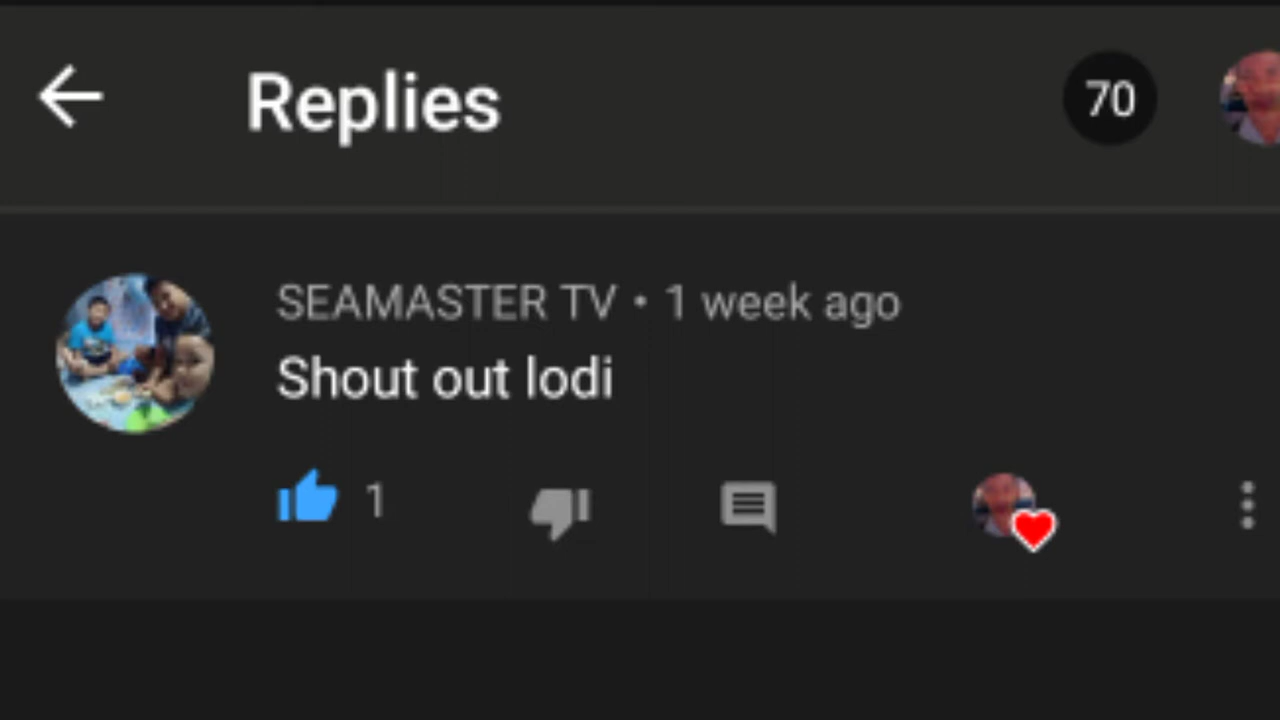 Replies
70
SEAMASTER TV • 1 week ago
Shout out lodi
1